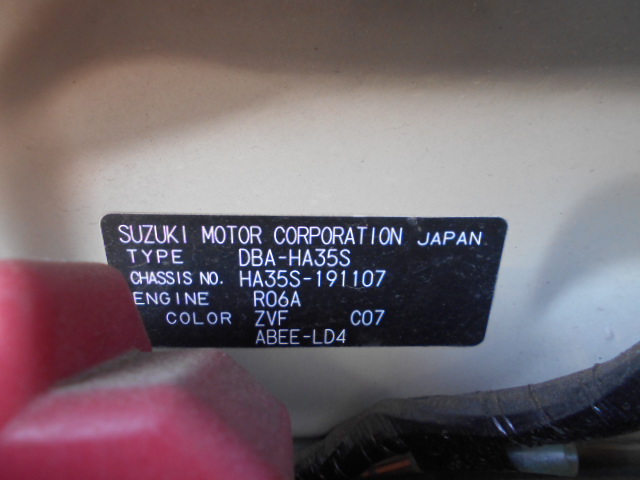 SUZUKI MOTOR CORPORATION JAPAN
TYPE DBA-HA35S
CHASSIS NO. HA35S-191107
ENGINE R06A
COLOR ZVF C07
ABEE-LD4